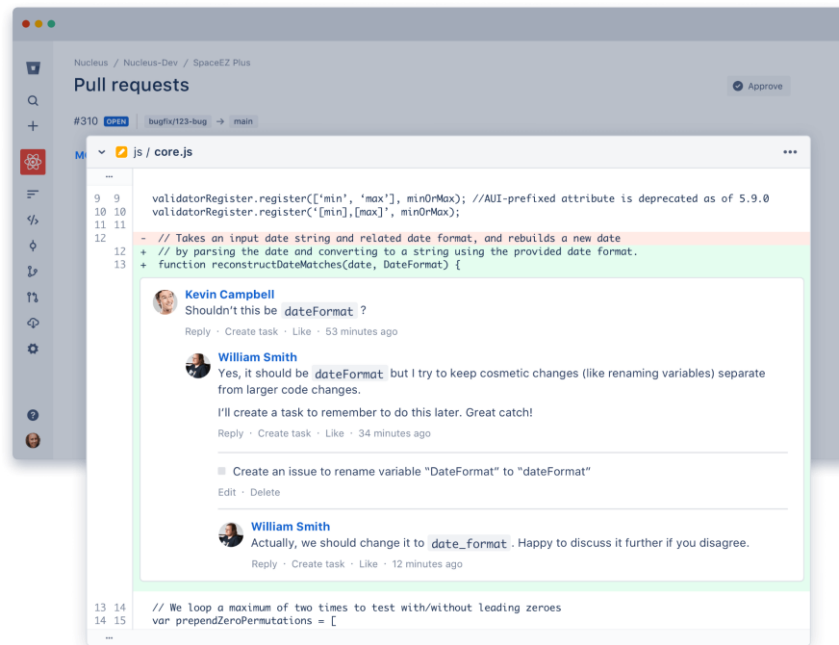 Nucleus / Nucleus-Dev / SpaceEZ Plus
Pull requests
Approve
#310 OPEN bugfix/123-bug → main
js / core.js
9 9 validatorRegister.register(['min', 'max'], minOrMax); //AUI-prefixed attribute is deprecated as of 5.9.0
10 10 validatorRegister.register('[min],[max]', minOrMax);
11 11
12 - // Takes an input date string and related date format, and rebuilds a new date
12 + // by parsing the date and converting to a string using the provided date format.
13 + function reconstructDateMatches(date, DateFormat) {
Kevin Campbell
Shouldn't this be dateFormat ?
Reply · Create task · Like · 53 minutes ago
William Smith
Yes, it should be dateFormat but I try to keep cosmetic changes (like renaming variables) separate
from larger code changes.
I'll create a task to remember to do this later. Great catch!
Reply · Create task · Like · 34 minutes ago
Create an issue to rename variable "DateFormat" to "dateFormat"
Edit · Delete
William Smith
Actually, we should change it to date_format . Happy to discuss it further if you disagree.
Reply · Create task · Like · 12 minutes ago
13 14 // We loop a maximum of two times to test with/without leading zeroes
14 15 var prependZeroPermutations = [